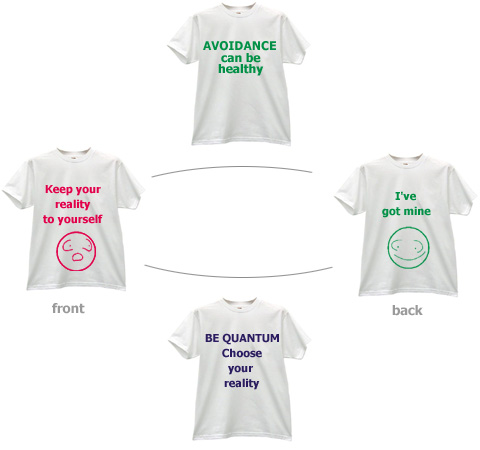 AVOIDANCE
can be
healthy
Keep your
reality
to yourself
front
I've
got mine
back
BE QUANTUM
Choose
your
reality